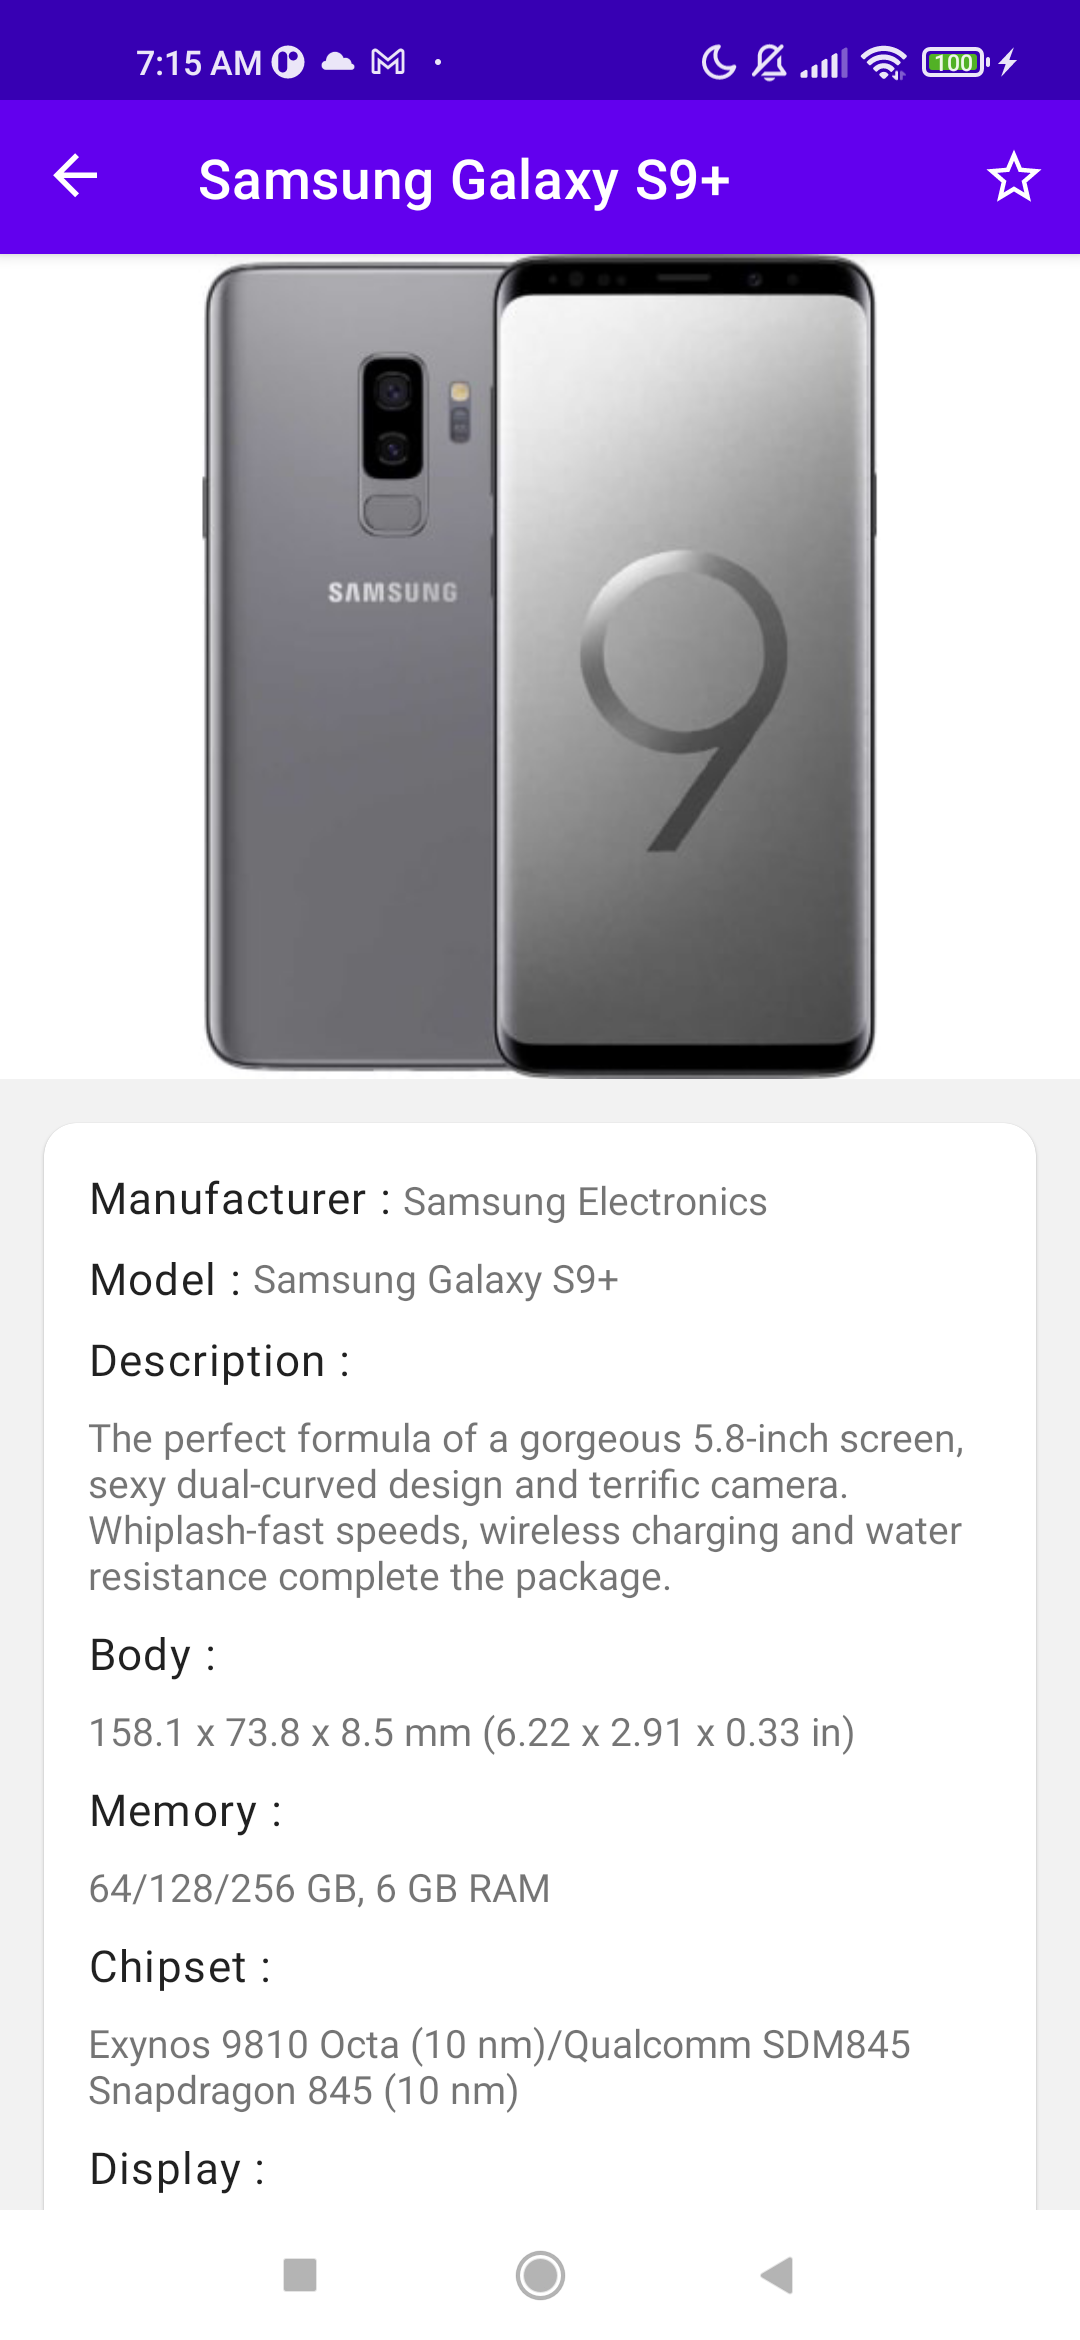 7:15 AM
100
Samsung Galaxy S9+
SAMSUNG
9
Manufacturer : Samsung Electronics
Model : Samsung Galaxy S9+
Description :
The perfect formula of a gorgeous 5.8-inch screen,
sexy dual-curved design and terrific camera.
Whiplash-fast speeds, wireless charging and water
resistance complete the package.
Body :
158.1 x 73.8 x 8.5 mm (6.22 x 2.91 x 0.33 in)
Memory :
64/128/256 GB, 6 GB RAM
Chipset :
Exynos 9810 Octa (10 nm)/Qualcomm SDM845
Snapdragon 845 (10 nm)
Display :